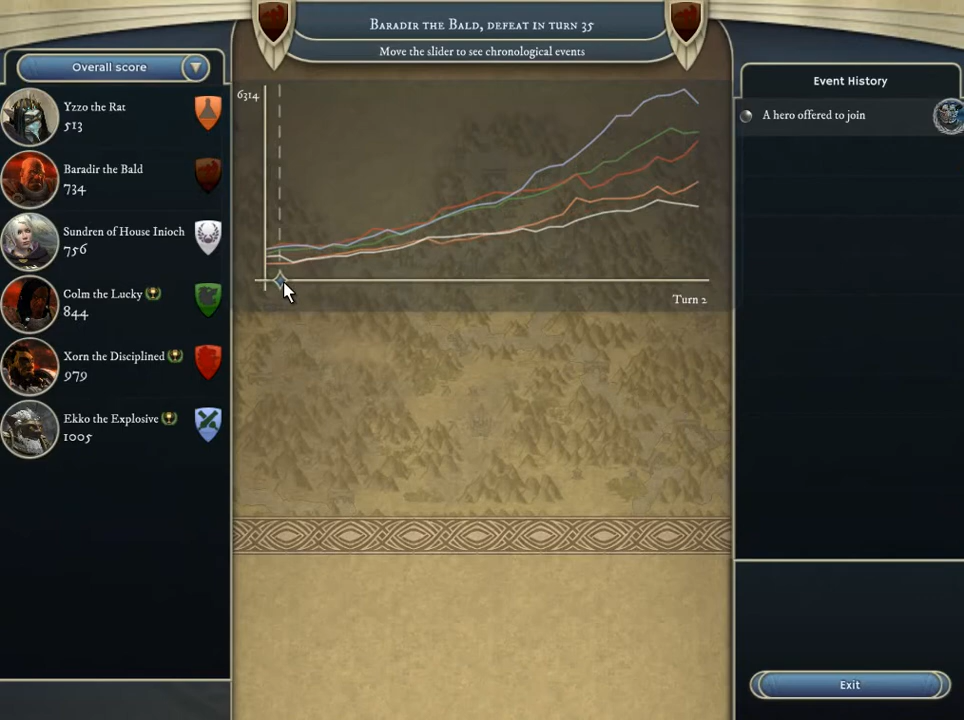 Baradir the Bald, defeat in turn 35
Move the slider to see chronological events
Overall score
Yzzo the Rat
513
Baradir the Bald
734
Sundren of House Inioch
756
Colm the Lucky
844
Xorn the Disciplined
979
Ekko the Explosive
1005
6314
Turn 2
Event History
A hero offered to join
Exit